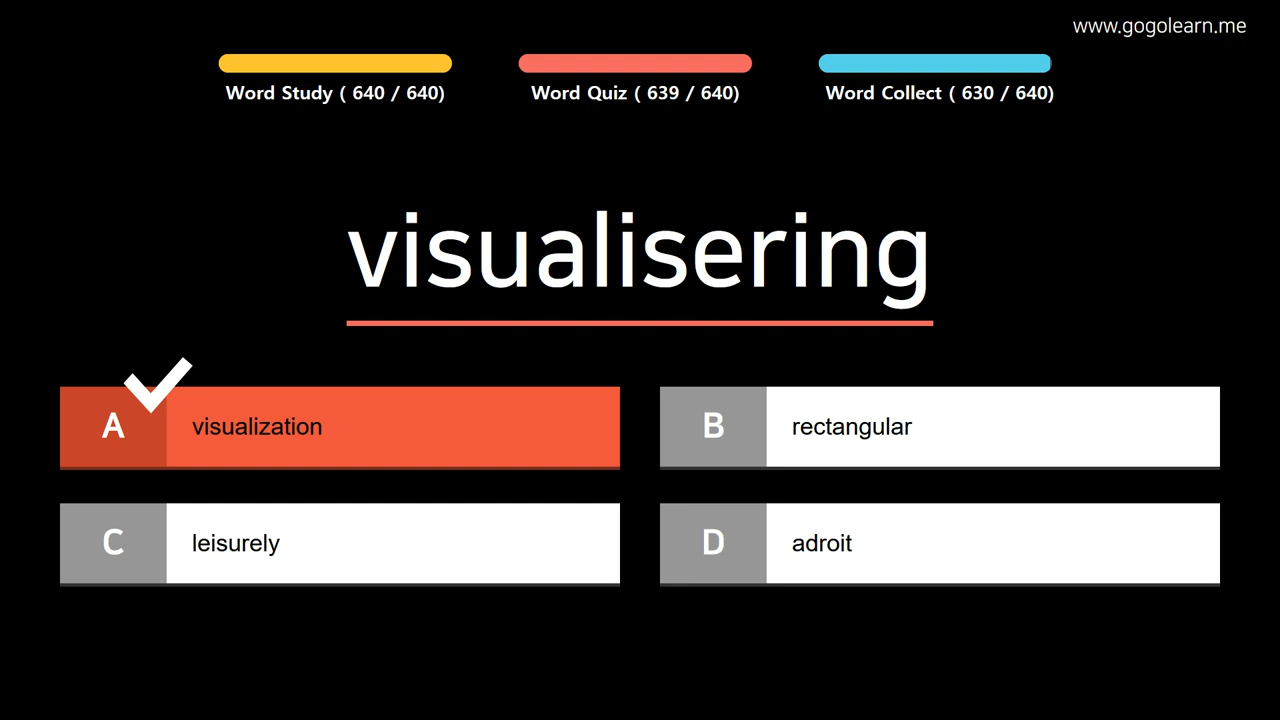 www.gogolearn.me
Word Study ( 640 / 640)
Word Quiz ( 639 / 640)
Word Collect ( 630 / 640)
visualisering
A visualization
B rectangular
C leisurely
D adroit